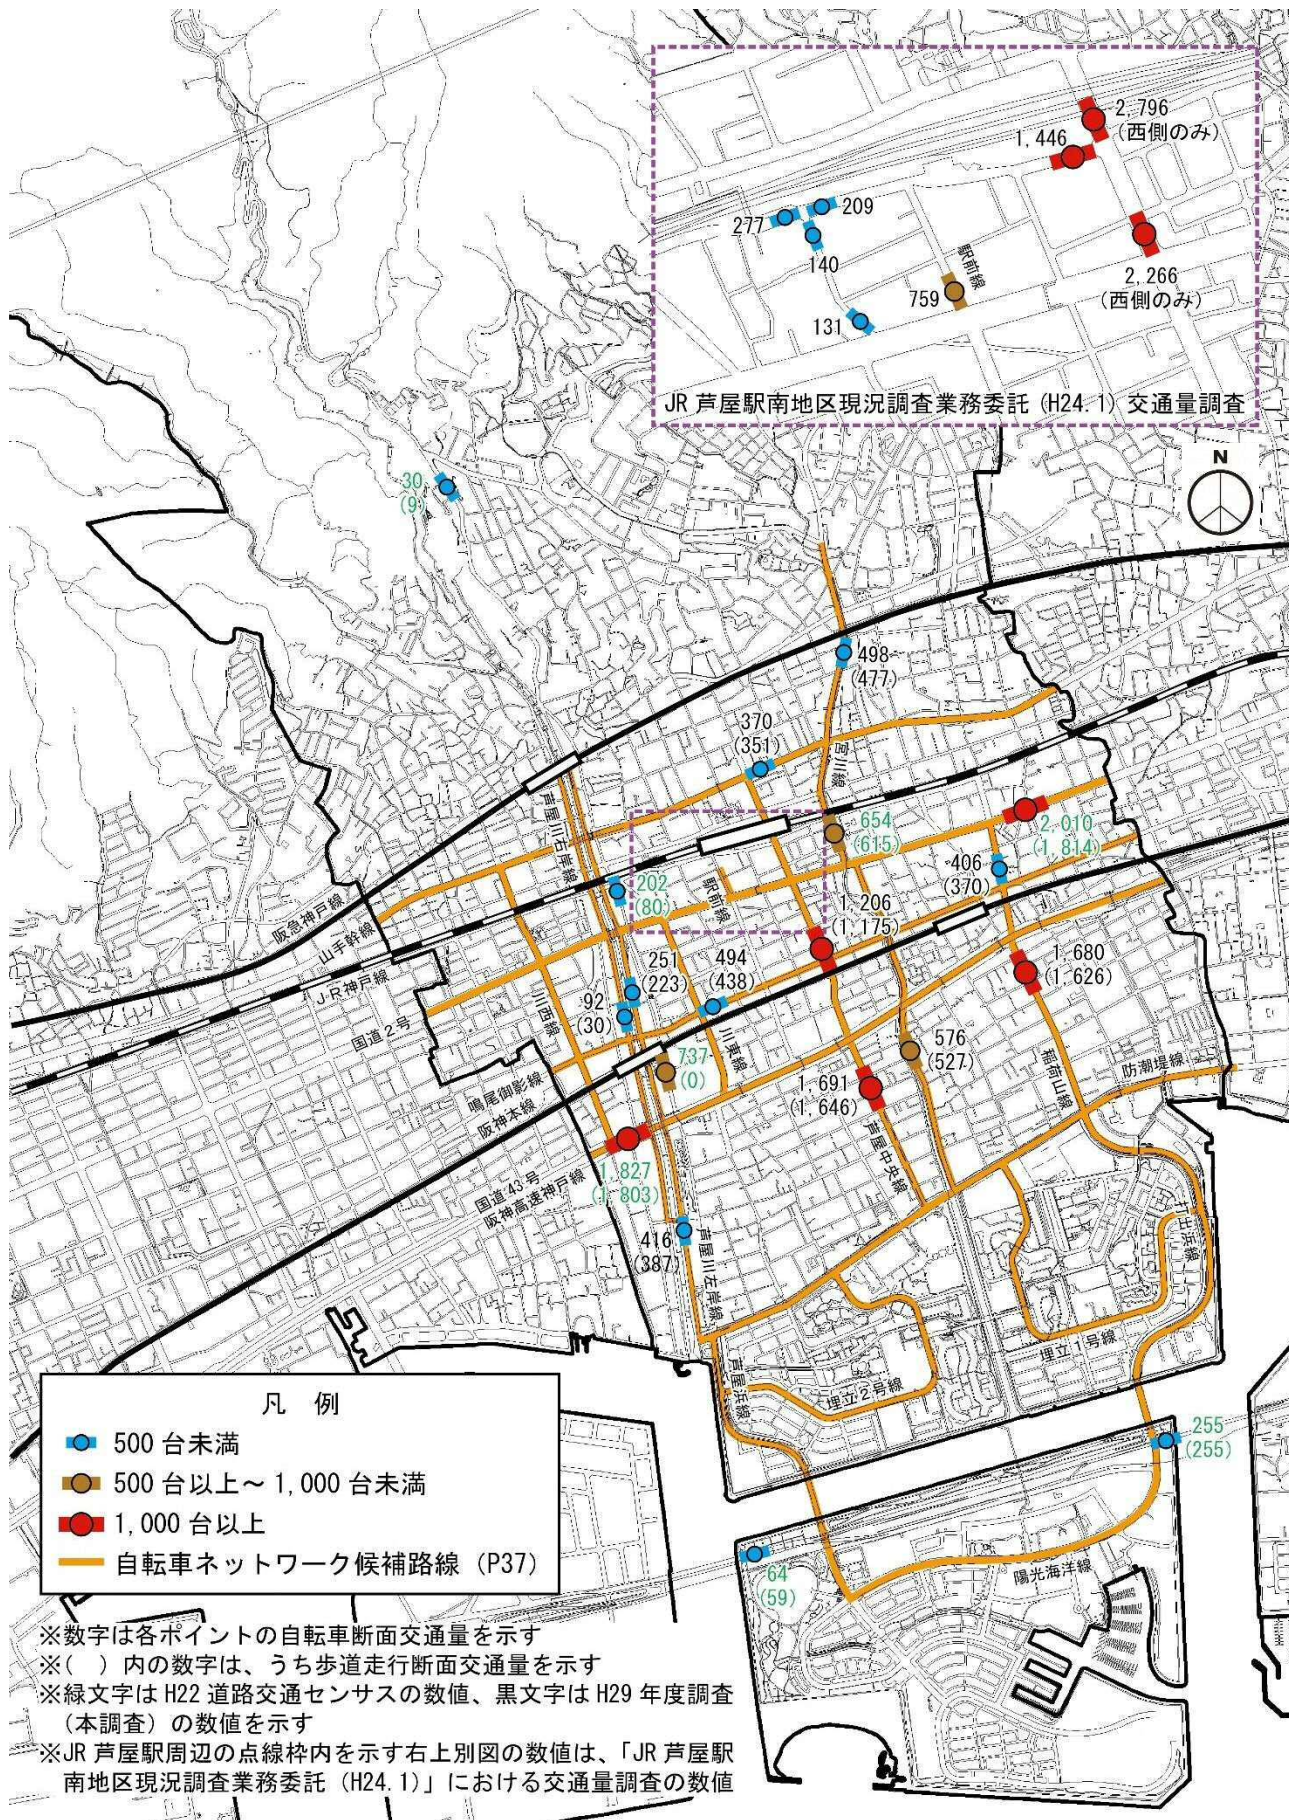 2,796
(西側のみ)
1,446
209
277
140
駅前線
759
131
2,266
(西側のみ)
JR 芦屋駅南地区現況調査業務委託 (H24.1) 交通量調査
N
30
(9)
498
(477)
370
(351)
宮川線
芦屋川右岸線
654
(615)
2,010
(1,814)
406
(370)
202
(80)
駅前線
1,206
(1,175)
阪急神戸線
山手幹線
JR神戸線
国道2号
251
(223)
494
(438)
1,680
(1,626)
92
(30)
川西線
川東線
737
(0)
576
(527)
稲荷山線
防潮堤線
鳴尾御影線
阪神本線
1,691
(1,646)
芦屋中央線
国道43号
阪神高速神戸線
1,827
(1,803)
416
(387)
芦屋川左岸線
打出浜線
埋立1号線
芦屋浜線
埋立2号線
255
(255)
64
(59)
陽光海洋線
凡 例
500 台未満
500 台以上～ 1,000 台未満
1,000 台以上
自転車ネットワーク候補路線 (P37)
※数字は各ポイントの自転車断面交通量を示す
※( ) 内の数字は、うち歩道走行断面交通量を示す
※緑文字は H22 道路交通センサスの数値、黒文字は H29 年度調査
(本調査) の数値を示す
※JR 芦屋駅周辺の点線枠内を示す右上別図の数値は、「JR 芦屋駅
南地区現況調査業務委託 (H24.1)」における交通量調査の数値